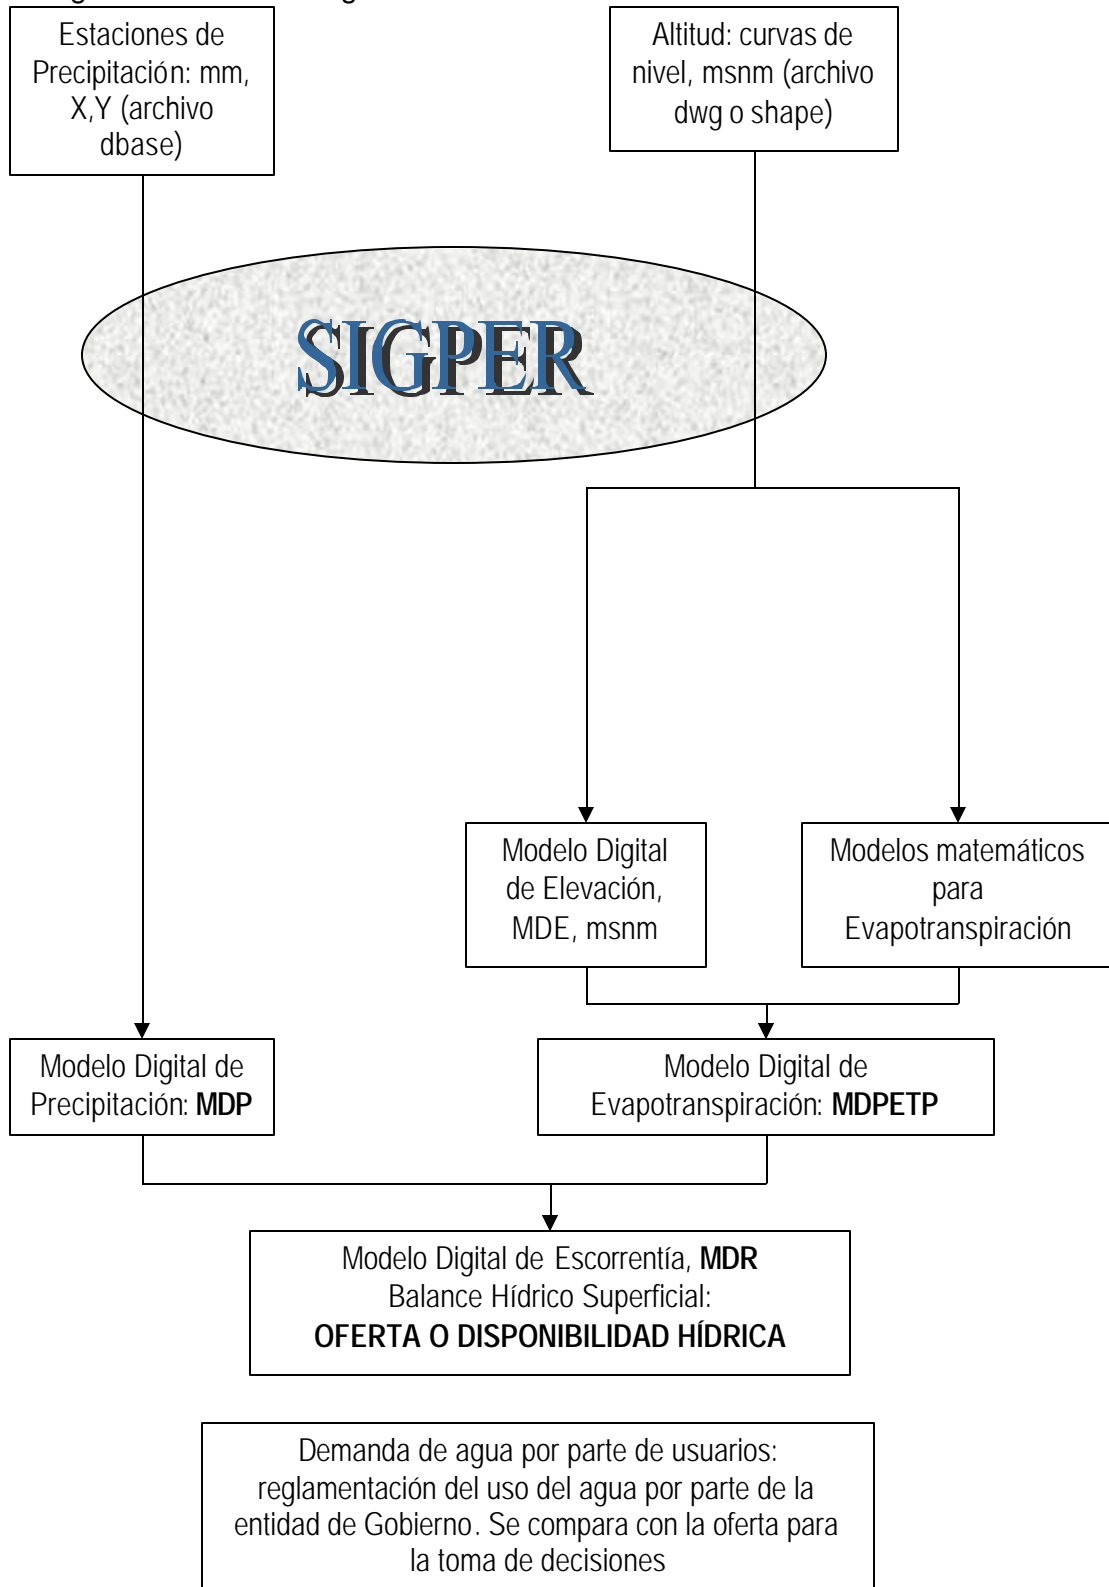 Estaciones de
Precipitación: mm,
X,Y (archivo
dbase)
Altitud: curvas de
nivel, msnm (archivo
dwg o shape)
SIGPER
Modelo Digital
de Elevación,
MDE, msnm
Modelos matemáticos
para
Evapotranspiración
Modelo Digital de
Precipitación: MDP
Modelo Digital de
Evapotranspiración: MDPETP
Modelo Digital de Escorrentía, MDR
Balance Hídrico Superficial:
OFERTA O DISPONIBILIDAD HÍDRICA
Demanda de agua por parte de usuarios:
reglamentación del uso del agua por parte de la
entidad de Gobierno. Se compara con la oferta para
la toma de decisiones